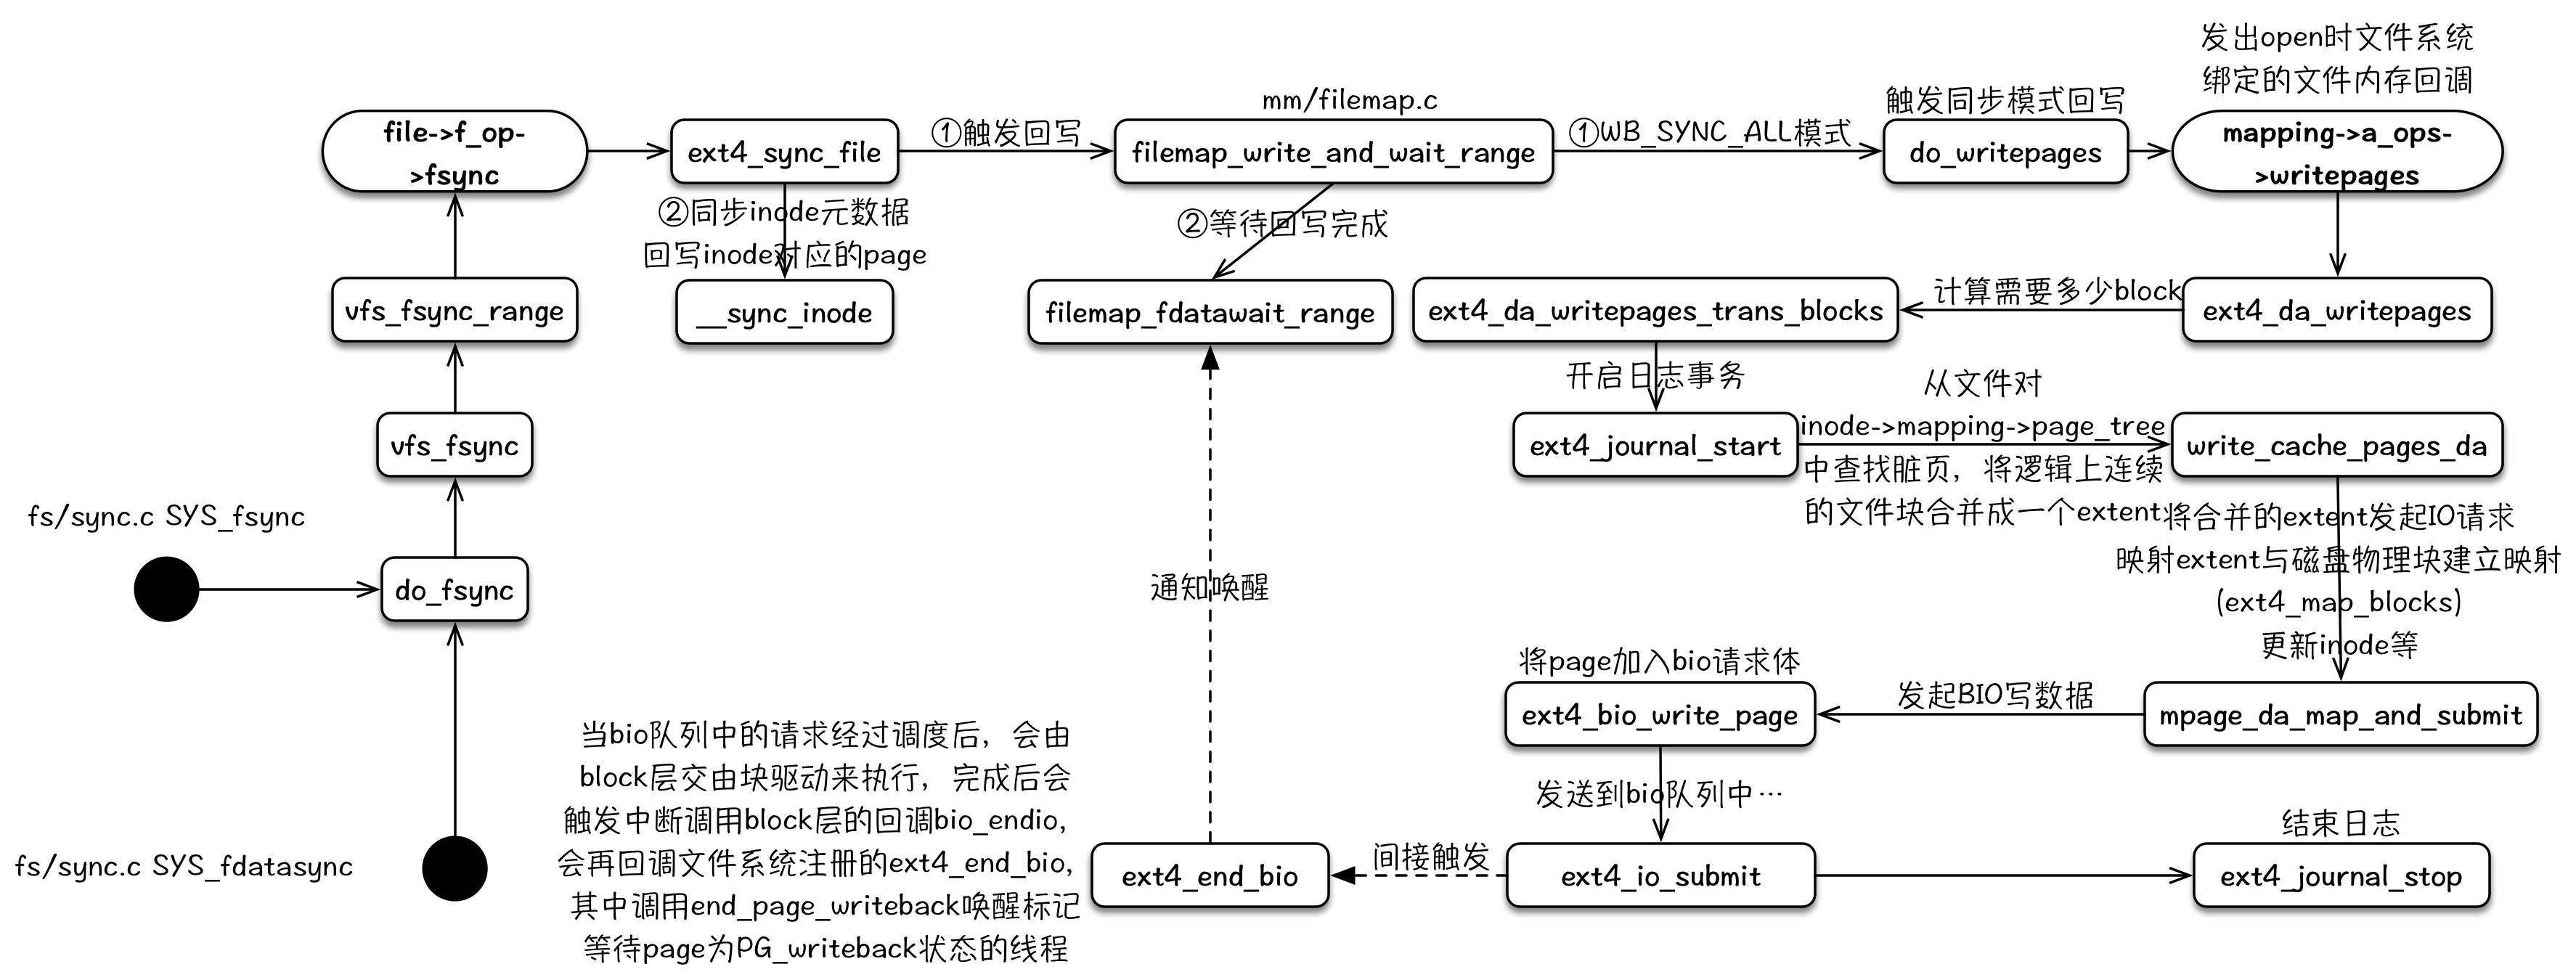 发出open时文件系统
绑定的文件内存回调
mm/filemap.c
触发同步模式回写
file->f_op-
>fsync
ext4_sync_file
①触发回写
filemap_write_and_wait_range
①WB_SYNC_ALL模式
do_writepages
mapping->a_ops-
>writepages
②同步inode元数据
回写inode对应的page
②等待回写完成
vfs_fsync_range
__sync_inode
filemap_fdatawait_range
ext4_da_writepages_trans_blocks
计算需要多少block
ext4_da_writepages
开启日志事务
从文件对
inode->mapping->page_tree
中查找脏页，将逻辑上连续
的文件块合并成一个extent
vfs_fsync
ext4_journal_start
write_cache_pages_da
将合并的extent发起IO请求
映射extent与磁盘物理块建立映射
(ext4_map_blocks)
更新inode等
fs/sync.c SYS_fsync
do_fsync
通知唤醒
将page加入bio请求体
ext4_bio_write_page
发起BIO写数据
mpage_da_map_and_submit
当bio队列中的请求经过调度后，会由
block层交由块驱动来执行，完成后会
触发中断调用block层的回调bio_endio,
会再回调文件系统注册的ext4_end_bio,
其中调用end_page_writeback唤醒标记
等待page为PG_writeback状态的线程
发送到bio队列中…
结束日志
fs/sync.c SYS_fdatasync
ext4_end_bio
间接触发
ext4_io_submit
ext4_journal_stop